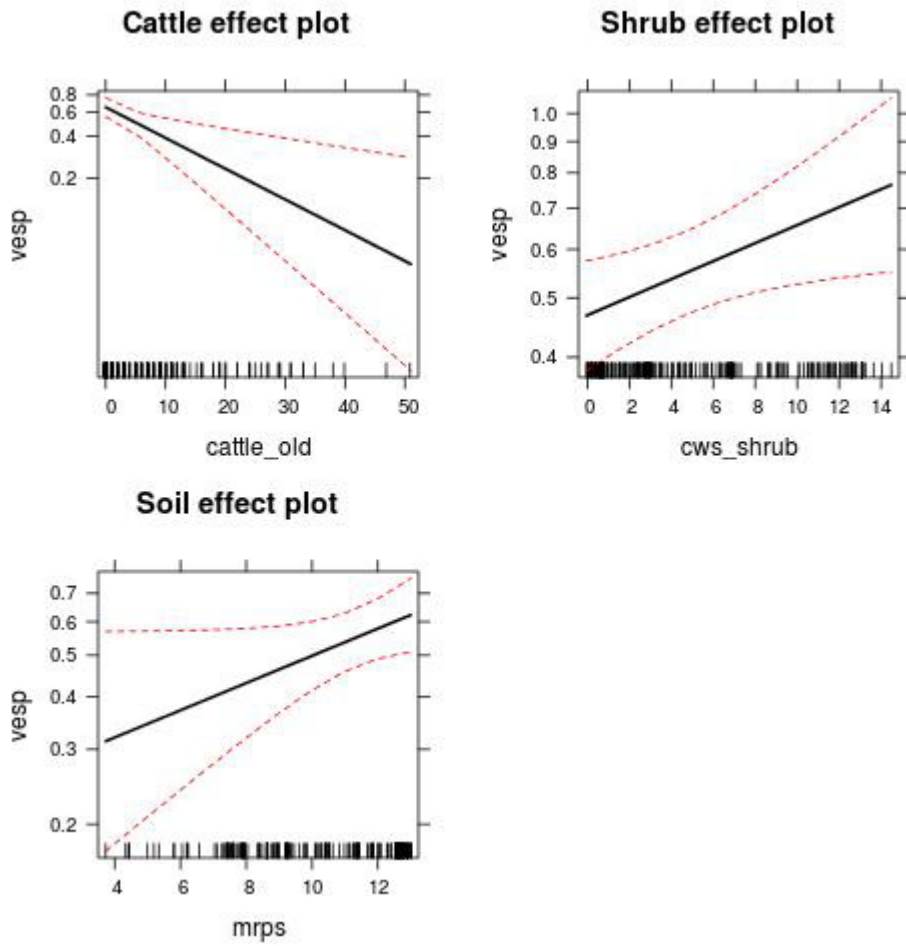 Cattle effect plot
0.8
0.6
0.4
0.2
vesp
0 10 20 30 40 50
cattle_old
Shrub effect plot
1.0
0.9
0.8
0.7
0.6
0.5
0.4
vesp
0 2 4 6 8 10 12 14
cws_shrub
Soil effect plot
0.7
0.6
0.5
0.4
0.3
0.2
vesp
4 6 8 10 12
mrps